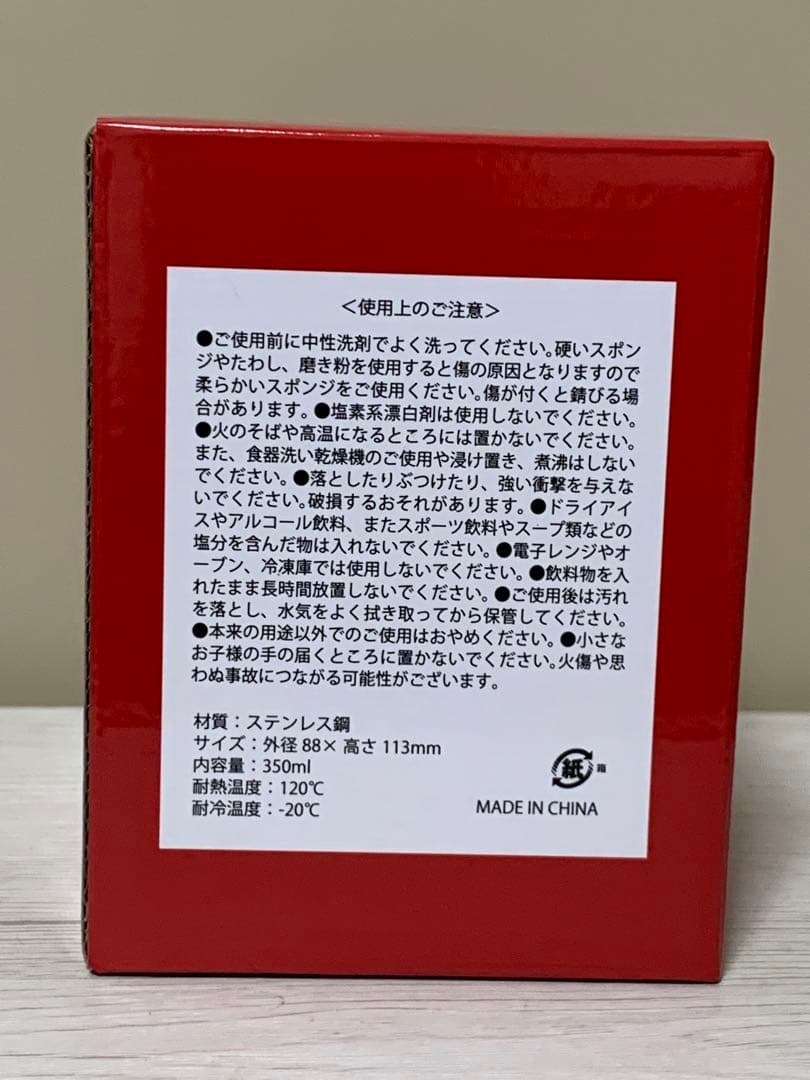 ＜使用上のご注意＞
●ご使用前に中性洗剤でよく洗ってください。硬いスポン
ジやたわし、磨き粉を使用すると傷の原因となりますので
柔らかいスポンジをご使用ください。傷が付くと錆びる場
合があります。●塩素系漂白剤は使用しないでください。
●火のそばや高温になるところには置かないでください。
また、食器洗い乾燥機のご使用や浸け置き、煮沸はしない
でください。●落としたりぶつけたり、強い衝撃を与えな
いでください。破損するおそれがあります。●ドライアイ
スやアルコール飲料、またスポーツ飲料やスープ類などの
塩分を含んだ物は入れないでください。●電子レンジやオ
ーブン、冷凍庫では使用しないでください。●飲料物を入
れたまま長時間放置しないでください。●ご使用後は汚れ
を落とし、水気をよく拭き取ってから保管してください。
●本来の用途以外でのご使用はおやめください。●小さな
お子様の手の届くところに置かないでください。火傷や思
わぬ事故につながる可能性がございます。
材質：ステンレス鋼
サイズ：外径 88× 高さ 113mm
内容量：350ml
耐熱温度：120℃
耐冷温度：-20℃
紙 箱
MADE IN CHINA